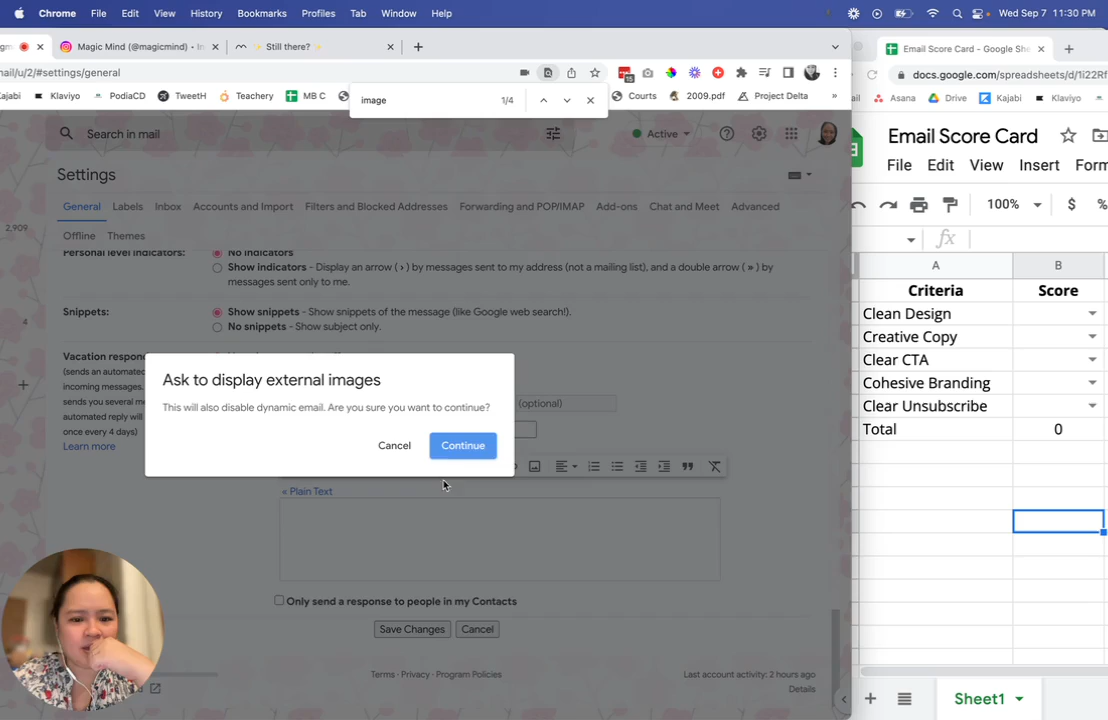 Chrome File Edit View History Bookmarks Profiles Tab Window Help
Wed Sep 7 11:30 PM
Magic Mind (@magicmind) • In
✨ Still there? ✨
Email Score Card - Google She
mail/u/2/#settings/general
docs.google.com/spreadsheets/d/1i22Rf
Kajabi Klaviyo PodiaCD TweetH Teachery MB C
image 1/4
Courts 2009.pdf Project Delta »
ail Asana Drive Kajabi Klaviyo
Search in mail
Active
Email Score Card
File Edit View Insert Form
Settings
General Labels Inbox Accounts and Import Filters and Blocked Addresses Forwarding and POP/IMAP Add-ons Chat and Meet Advanced
Offline Themes
2,909
4
100% $ %
fx
Personal level indicators:
No indicators
Show indicators - Display an arrow ( › ) by messages sent to my address (not a mailing list), and a double arrow ( » ) by
messages sent only to me.
Snippets:
Show snippets - Show snippets of the message (like Google web search!).
No snippets - Show subject only.
Vacation respon
(sends an automated
incoming messages.
sends you several me
automated reply will
once every 4 days)
Learn more
(optional)
Ask to display external images
This will also disable dynamic email. Are you sure you want to continue?
Cancel Continue
« Plain Text
Only send a response to people in my Contacts
Save Changes Cancel
Terms · Privacy · Program Policies
Last account activity: 2 hours ago
Details
A B
Criteria Score
Clean Design
Creative Copy
Clear CTA
Cohesive Branding
Clear Unsubscribe
Total 0
Sheet1